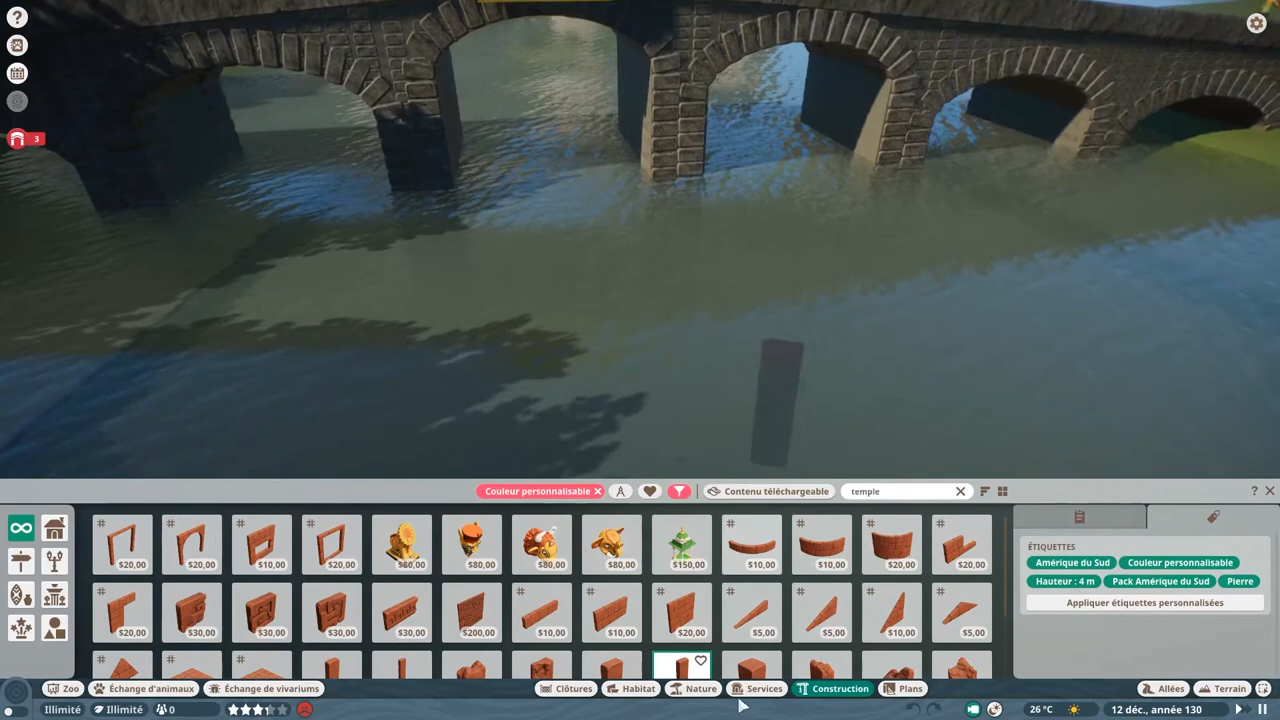 ?
3
Couleur personnalisable ×
Contenu téléchargeable
temple
?
$20,00 $20,00 $10,00 $20,00 $80,00 $80,00 $80,00 $80,00 $150,00 $10,00 $10,00 $20,00 $20,00
$20,00 $30,00 $30,00 $30,00 $30,00 $200,00 $10,00 $10,00 $20,00 $5,00 $5,00 $10,00 $5,00
ÉTIQUETTES
Amérique du Sud Couleur personnalisable
Hauteur : 4 m Pack Amérique du Sud Pierre
Appliquer étiquettes personnalisées
Zoo Échange d'animaux Échange de vivariums Clôtures Habitat Nature Services Construction Plans Allées Terrain
Illimité Illimité 0 26 °C 12 déc., année 130